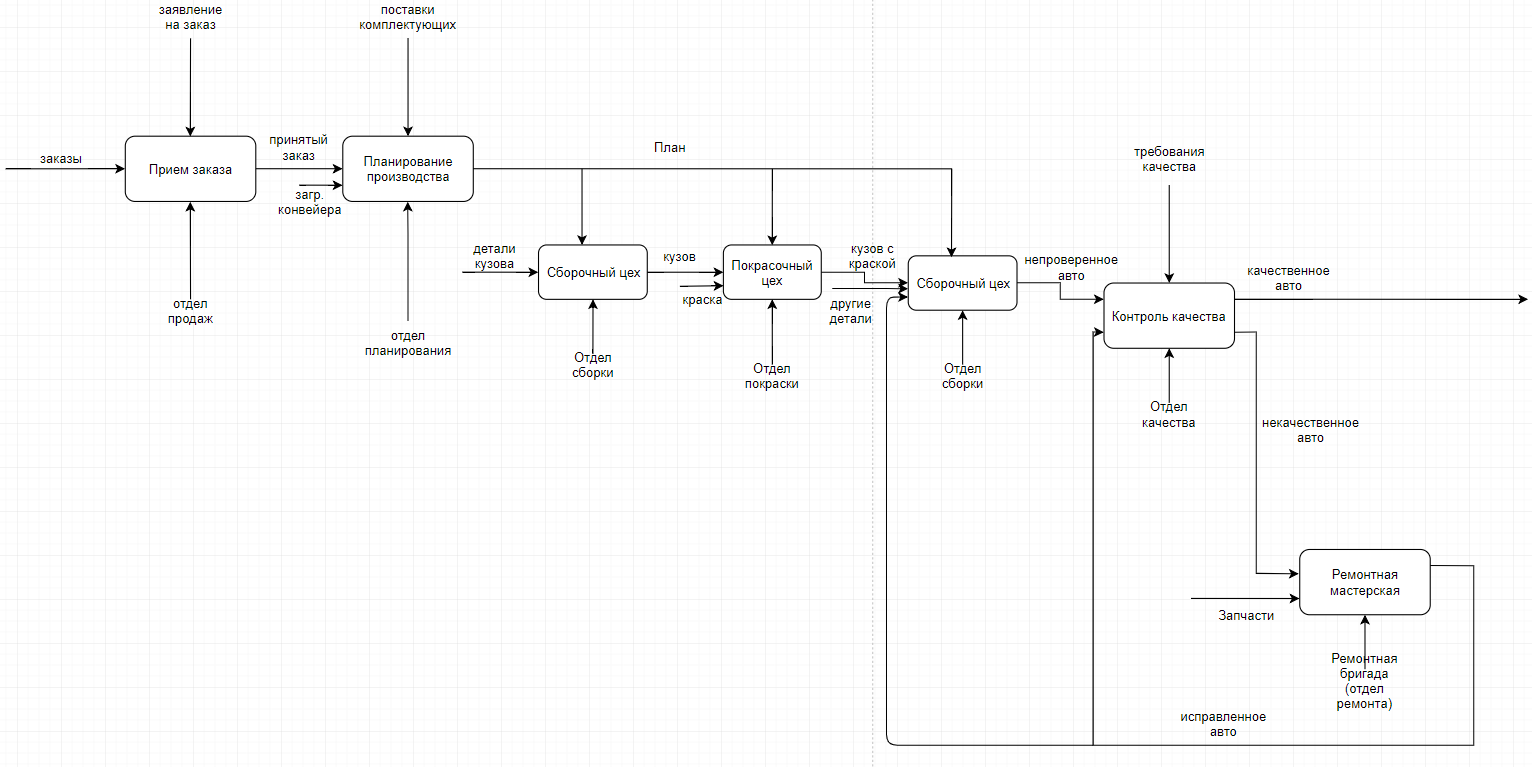 заявление
на заказ
поставки
комплектующих
заказы
Прием заказа
принятый
заказ
загр.
конвейера
Планирование
производства
План
отдел
продаж
отдел
планирования
детали
кузова
Сборочный цех
кузов
краска
Покрасочный
цех
кузов с
краской
другие
детали
Сборочный цех
непроверенное
авто
требования
качества
Контроль качества
качественное
авто
Отдел
сборки
Отдел
покраски
Отдел
сборки
Отдел
качества
некачественное
авто
Ремонтная
мастерская
Запчасти
Ремонтная
бригада
(отдел
ремонта)
исправленное
авто